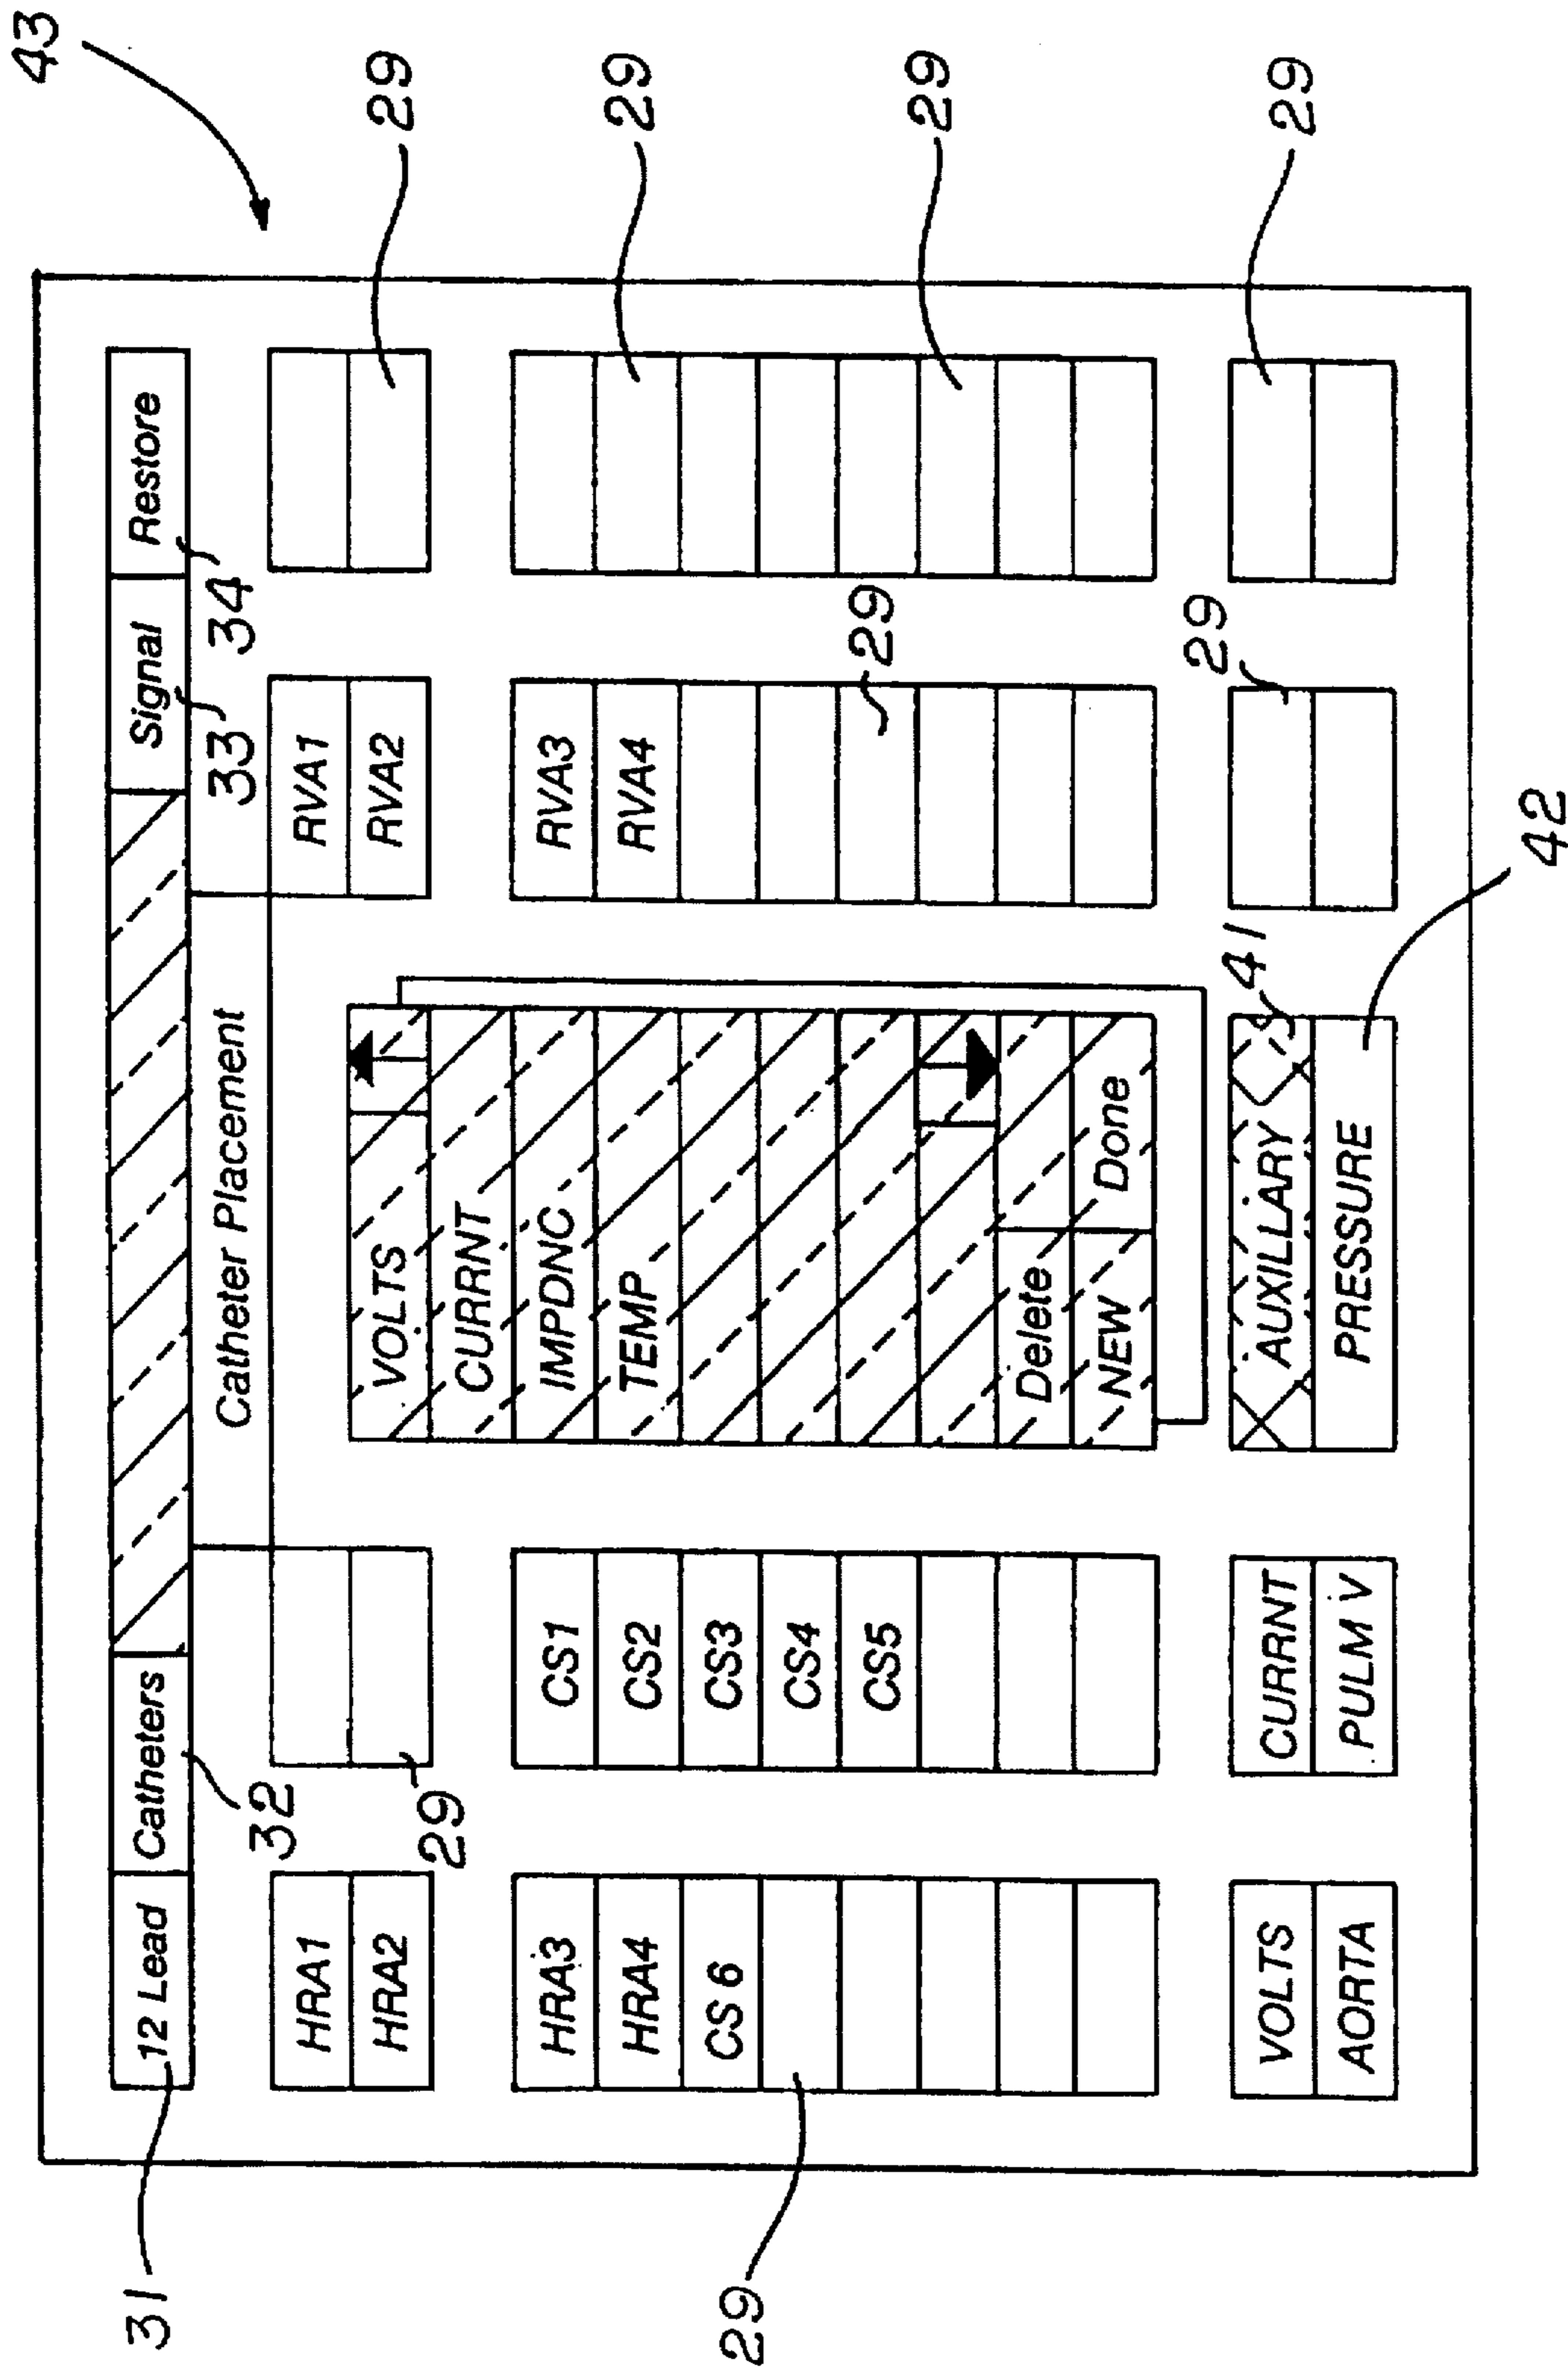 43
12 Lead Catheters Signal Restore
31
32
33
34
Catheter Placement
HRA1
HRA2
29
RVA1
RVA2
29
HRA3
HRA4
CS 6
29
CS1
CS2
CS3
CS4
CS5
VOLTS
CURRNT
IMPDNC
TEMP
Delete
NEW Done
RVA3
RVA4
29
29
29
VOLTS
AORTA
CURRNT
PULM V
AUXILLARY
PRESSURE
41
42
29
29